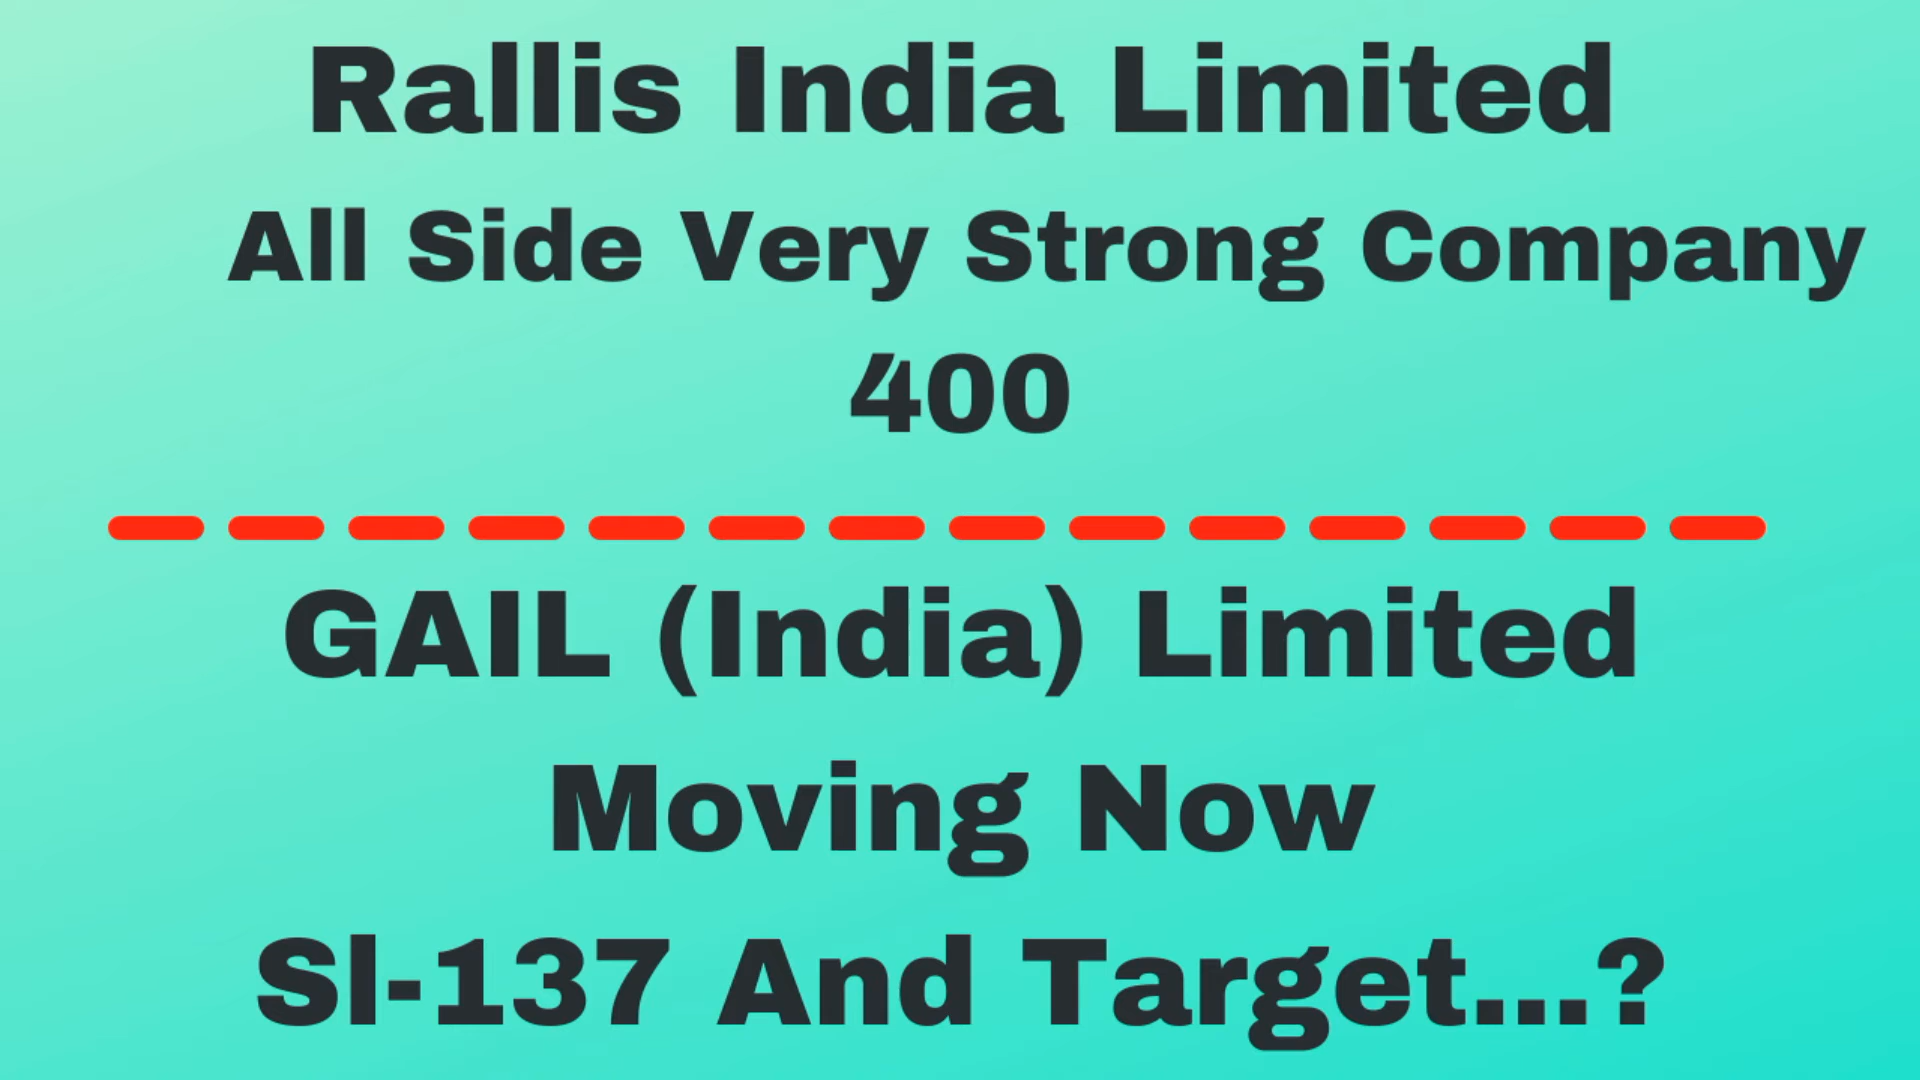 Rallis India Limited
All Side Very Strong Company
400
GAIL (India) Limited
Moving Now
Sl-137 And Target...?